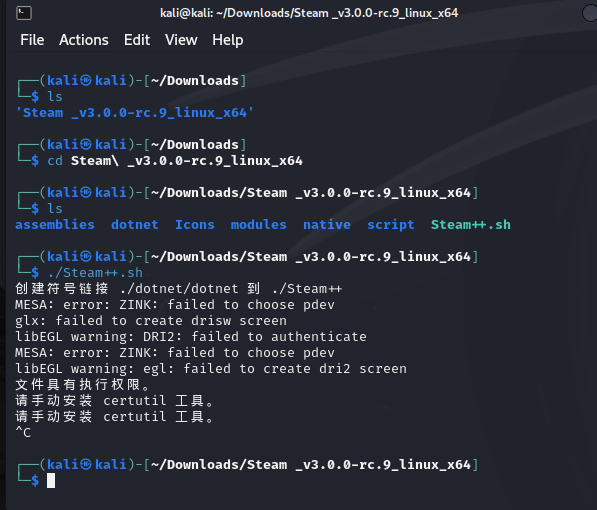 kali@kali: ~/Downloads/Steam _v3.0.0-rc.9_linux_x64
File Actions Edit View Help
┌──(kali㉿kali)-[~/Downloads]
└─$ ls
'Steam _v3.0.0-rc.9_linux_x64'
┌──(kali㉿kali)-[~/Downloads]
└─$ cd Steam\ _v3.0.0-rc.9_linux_x64
┌──(kali㉿kali)-[~/Downloads/Steam _v3.0.0-rc.9_linux_x64]
└─$ ls
assemblies dotnet Icons modules native script Steam++.sh
┌──(kali㉿kali)-[~/Downloads/Steam _v3.0.0-rc.9_linux_x64]
└─$ ./Steam++.sh
创建符号链接 ./dotnet/dotnet 到 ./Steam++
MESA: error: ZINK: failed to choose pdev
glx: failed to create drisw screen
libEGL warning: DRI2: failed to authenticate
MESA: error: ZINK: failed to choose pdev
libEGL warning: egl: failed to create dri2 screen
文件具有执行权限。
请手动安装 certutil 工具。
请手动安装 certutil 工具。
^C
┌──(kali㉿kali)-[~/Downloads/Steam _v3.0.0-rc.9_linux_x64]
└─$